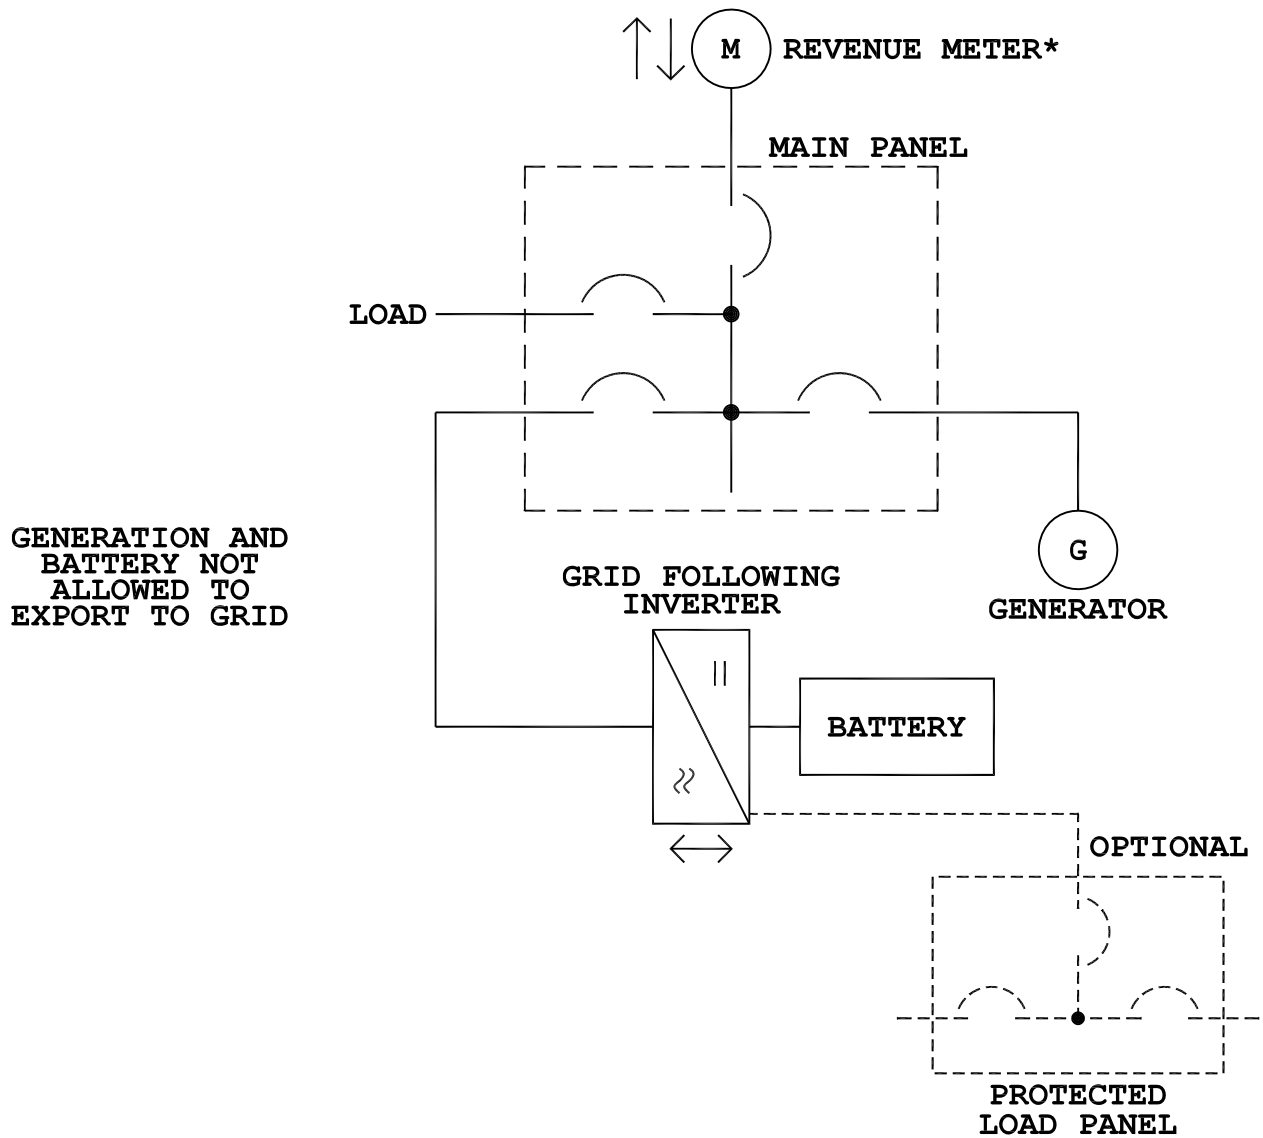 M REVENUE METER*
MAIN PANEL
LOAD
GENERATION AND
BATTERY NOT
ALLOWED TO
EXPORT TO GRID
GRID FOLLOWING
INVERTER
G
GENERATOR
BATTERY
OPTIONAL
PROTECTED
LOAD PANEL